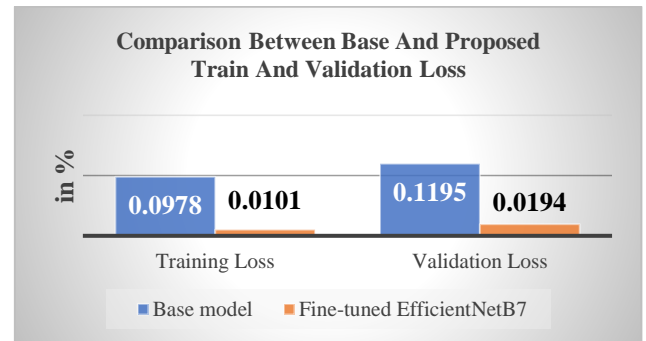 Comparison Between Base And Proposed
Train And Validation Loss
in %
0.0978
0.0101
0.1195
0.0194
Training Loss
Validation Loss
Base model
Fine-tuned EfficientNetB7